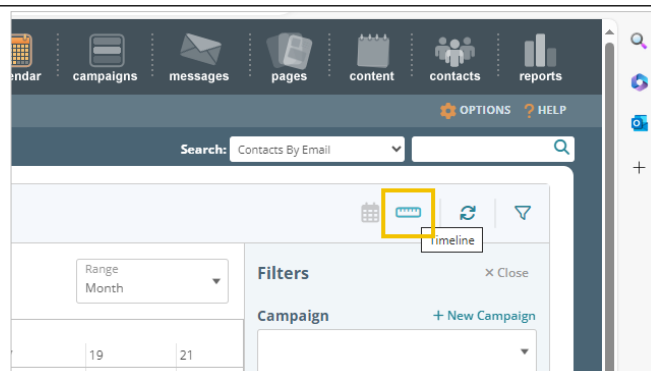 ndar campaigns messages pages content contacts reports
OPTIONS ? HELP
Search: Contacts By Email
Timeline
Range
Month
Filters × Close
Campaign + New Campaign
19 21